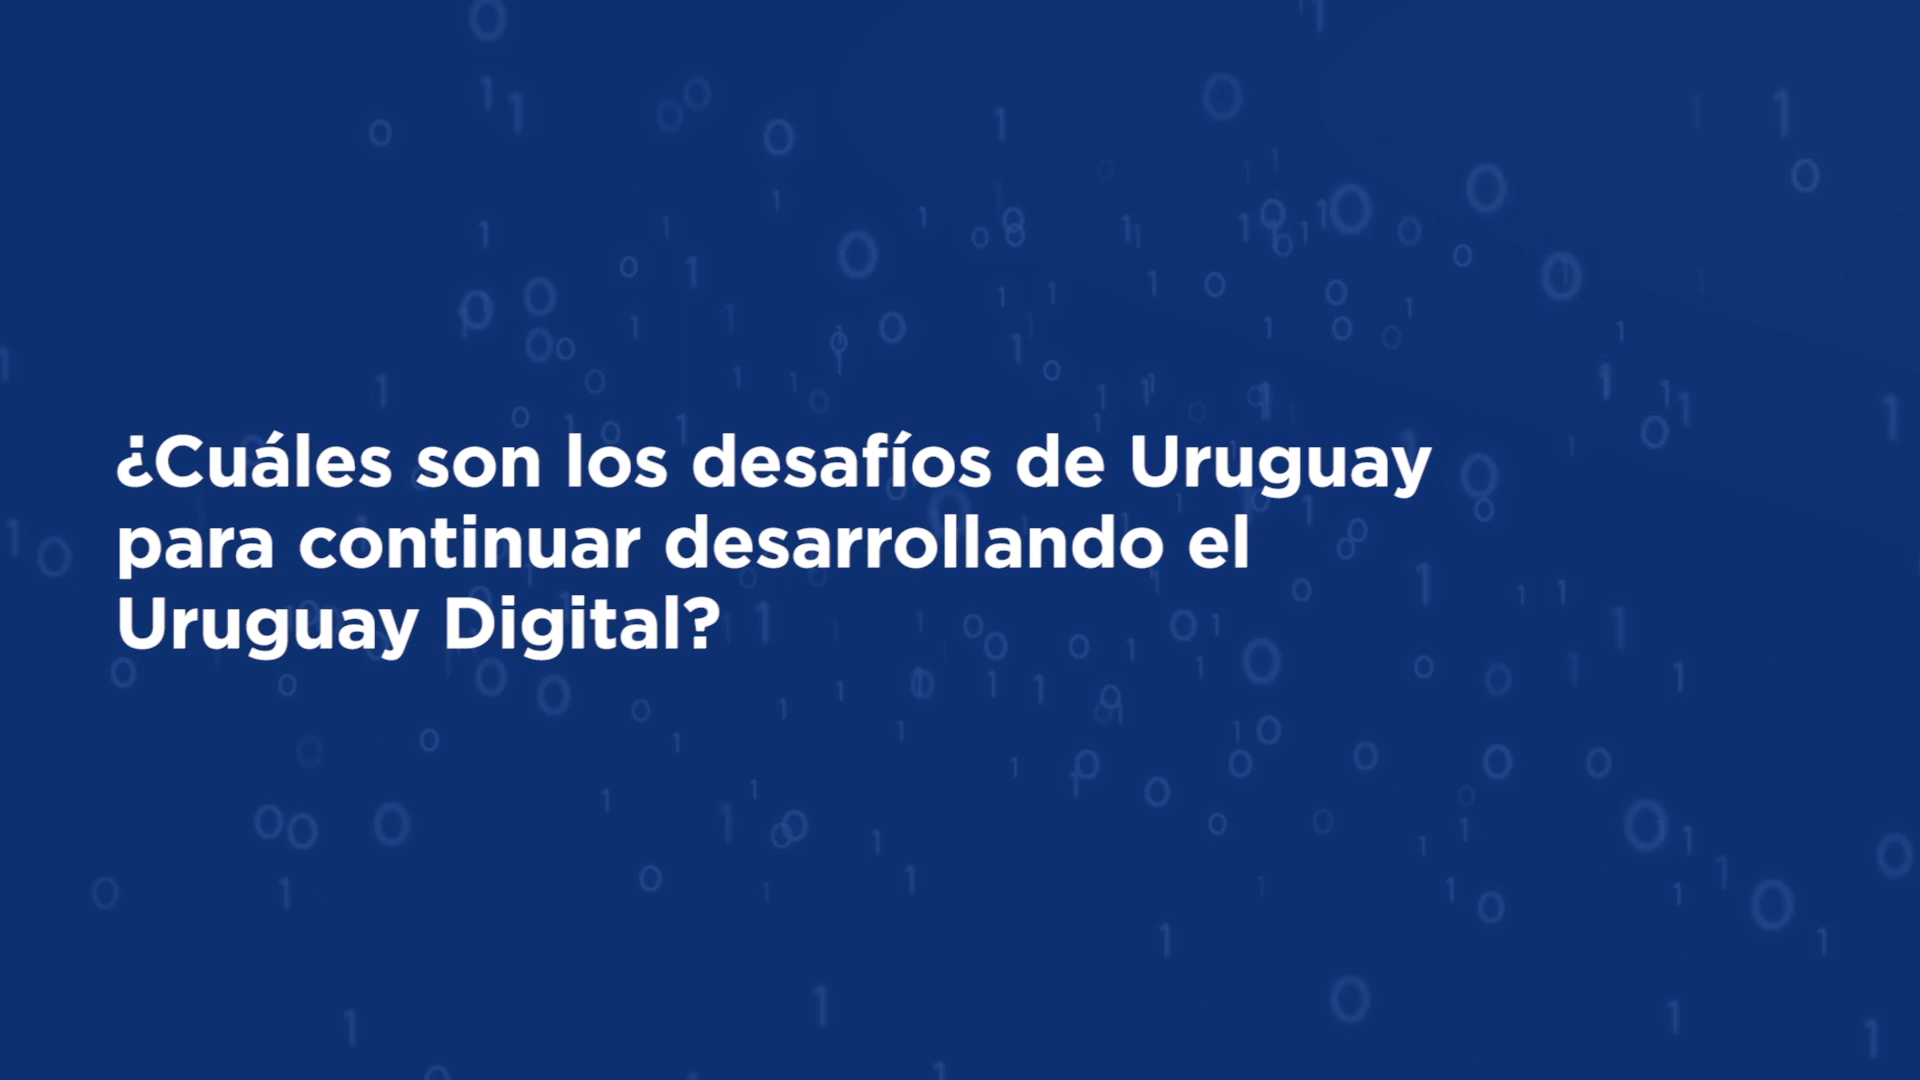 ¿Cuáles son los desafíos de Uruguay
para continuar desarrollando el
Uruguay Digital?